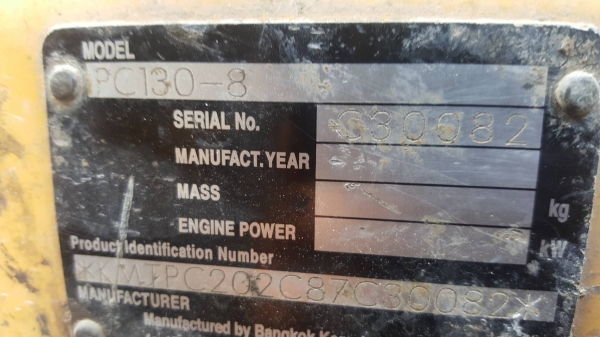 MODEL
PC130-8
SERIAL No. C30082
MANUFACT.YEAR
MASS kg
ENGINE POWER kW
Product Identification Number
MANUFACTURER
Manufactured by Bangkok